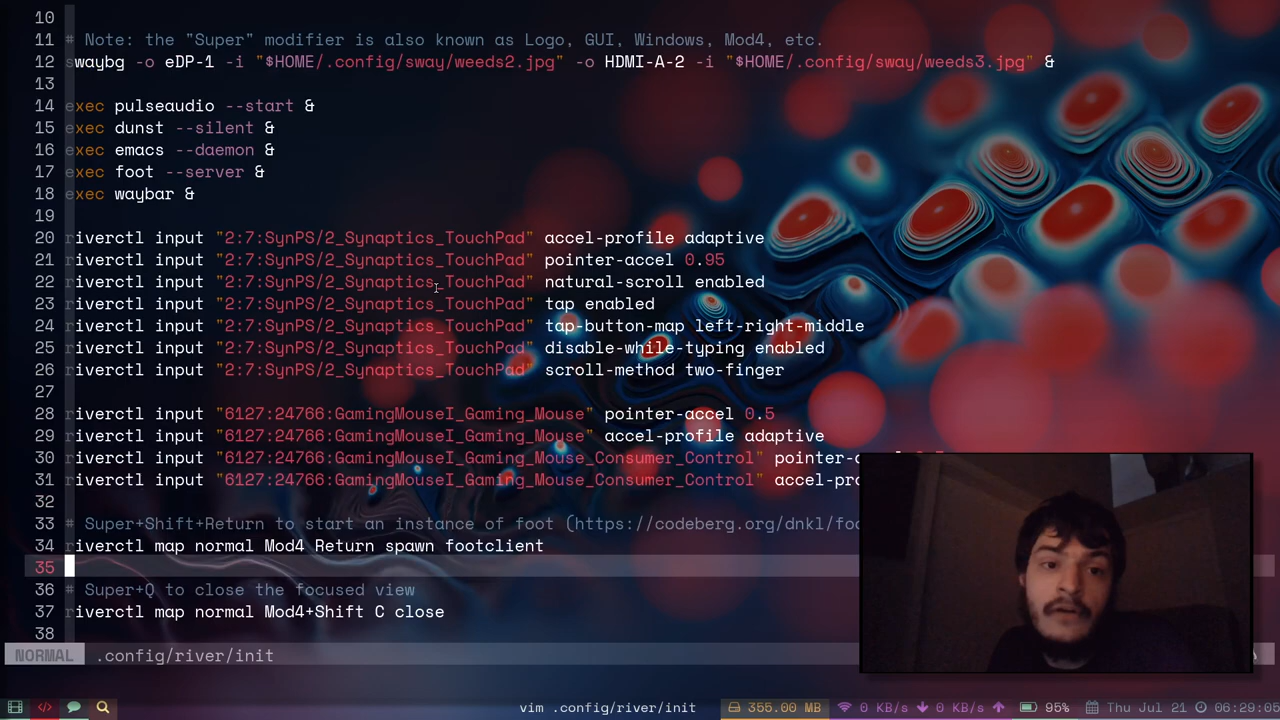 10
11 # Note: the "Super" modifier is also known as Logo, GUI, Windows, Mod4, etc.
12 swaybg -o eDP-1 -i "$HOME/.config/sway/weeds2.jpg" -o HDMI-A-2 -i "$HOME/.config/sway/weeds3.jpg" &
13
14 exec pulseaudio --start &
15 exec dunst --silent &
16 exec emacs --daemon &
17 exec foot --server &
18 exec waybar &
19
20 riverctl input "2:7:SynPS/2_Synaptics_TouchPad" accel-profile adaptive
21 riverctl input "2:7:SynPS/2_Synaptics_TouchPad" pointer-accel 0.95
22 riverctl input "2:7:SynPS/2_Synaptics_TouchPad" natural-scroll enabled
23 riverctl input "2:7:SynPS/2_Synaptics_TouchPad" tap enabled
24 riverctl input "2:7:SynPS/2_Synaptics_TouchPad" tap-button-map left-right-middle
25 riverctl input "2:7:SynPS/2_Synaptics_TouchPad" disable-while-typing enabled
26 riverctl input "2:7:SynPS/2_Synaptics_TouchPad" scroll-method two-finger
27
28 riverctl input "6127:24766:GamingMouseI_Gaming_Mouse" pointer-accel 0.5
29 riverctl input "6127:24766:GamingMouseI_Gaming_Mouse" accel-profile adaptive
30 riverctl input "6127:24766:GamingMouseI_Gaming_Mouse_Consumer_Control" pointer-a
31 riverctl input "6127:24766:GamingMouseI_Gaming_Mouse_Consumer_Control" accel-pro
32
33 # Super+Shift+Return to start an instance of foot (https://codeberg.org/dnkl/foo
34 riverctl map normal Mod4 Return spawn footclient
35
36 # Super+Q to close the focused view
37 riverctl map normal Mod4+Shift C close
38
NORMAL .config/river/init
vim .config/river/init 355.00 MB 0 KB/s 0 KB/s 95% Thu Jul 21 06:29:05